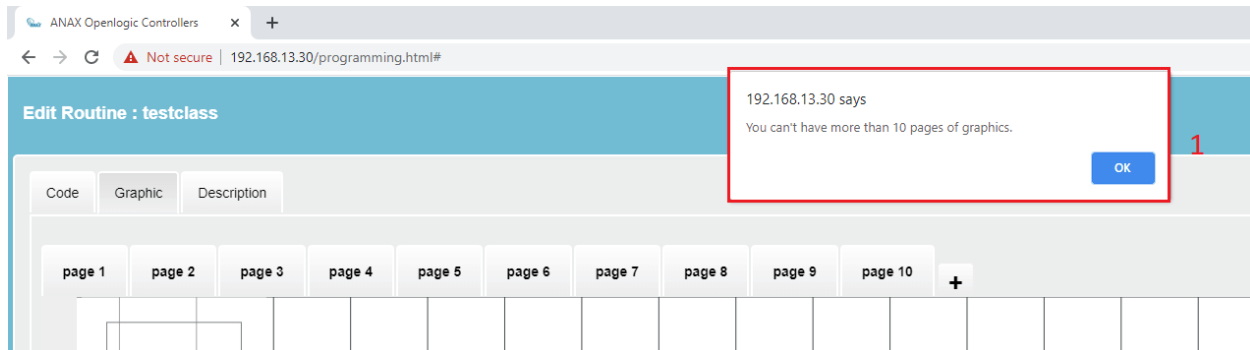 ANAX Openlogic Controllers
Not secure | 192.168.13.30/programming.html#
Edit Routine : testclass
192.168.13.30 says
You can't have more than 10 pages of graphics.
OK
1
Code Graphic Description
page 1 page 2 page 3 page 4 page 5 page 6 page 7 page 8 page 9 page 10 +